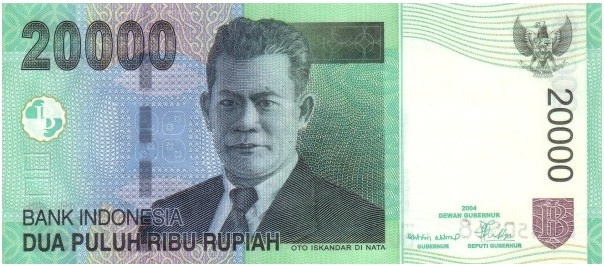 20000
20000
BANK INDONESIA
DUA PULUH RIBU RUPIAH
OTO ISKANDAR DI NATA
2004
DEWAN GUBERNUR
GUBERNUR
DEPUTI GUBERNUR